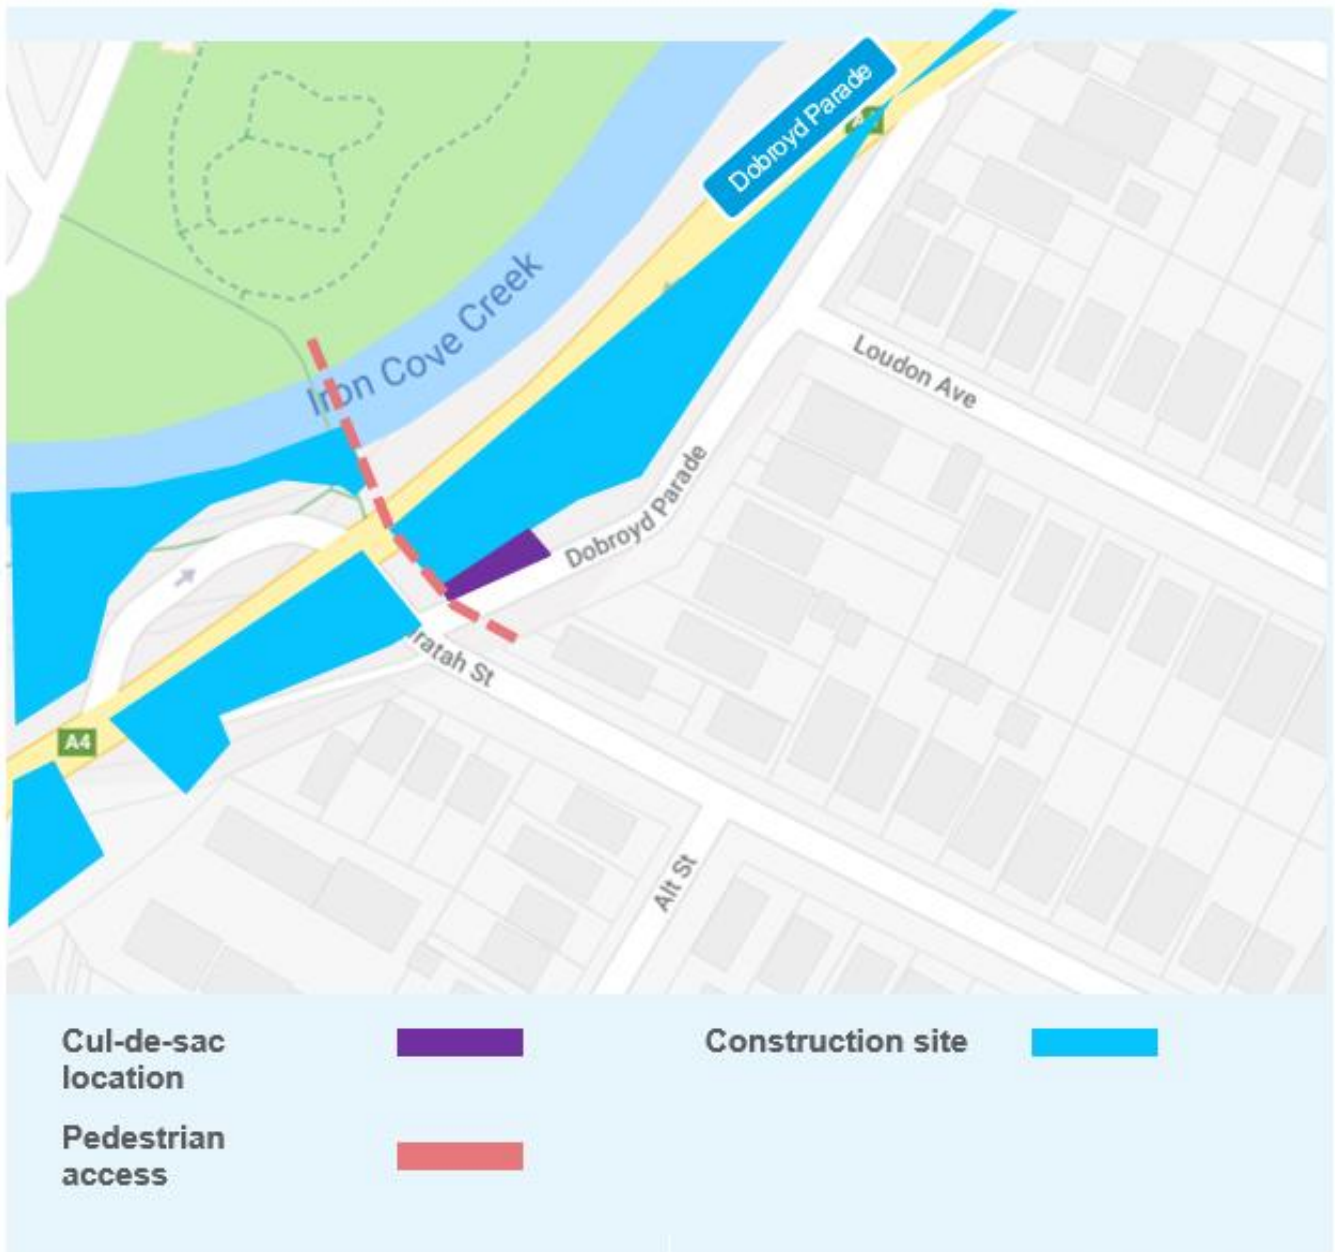 Dobroyd Parade
Iron Cove Creek
Loudon Ave
Dobroyd Parade
ratah St
A4
Alt St
Cul-de-sac
location
Construction site
Pedestrian
access